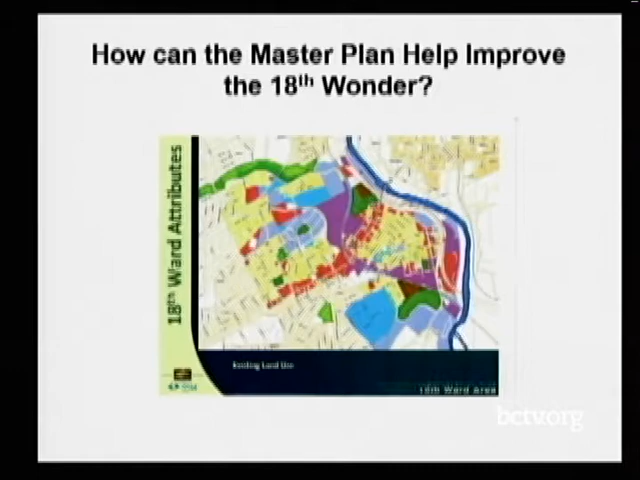 How can the Master Plan Help Improve
the 18th Wonder?
18th Ward Attributes
Existing Land Use
18th Ward Area
bctv.org